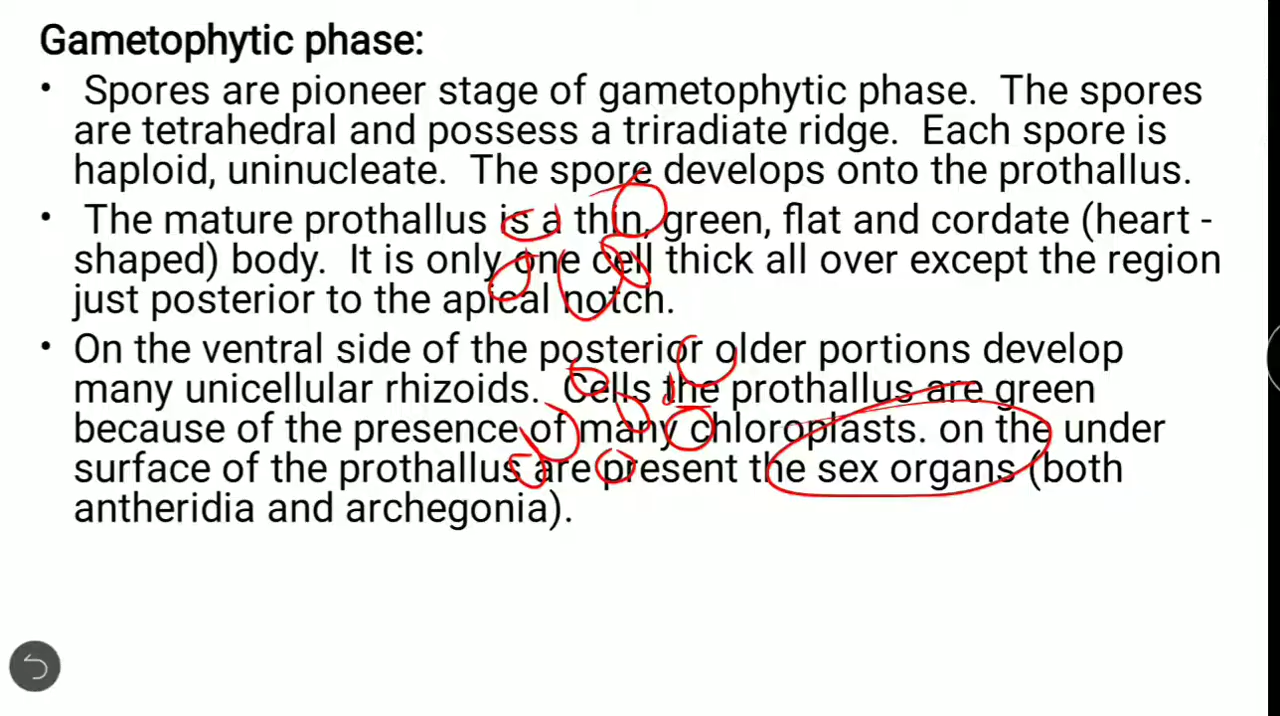 Gametophytic phase:
• Spores are pioneer stage of gametophytic phase. The spores
are tetrahedral and possess a triradiate ridge. Each spore is
haploid, uninucleate. The spore develops onto the prothallus.
• The mature prothallus is a thin, green, flat and cordate (heart -
shaped) body. It is only one cell thick all over except the region
just posterior to the apical notch.
• On the ventral side of the posterior older portions develop
many unicellular rhizoids. Cells the prothallus are green
because of the presence of many chloroplasts. on the under
surface of the prothallus are present the sex organs (both
antheridia and archegonia).